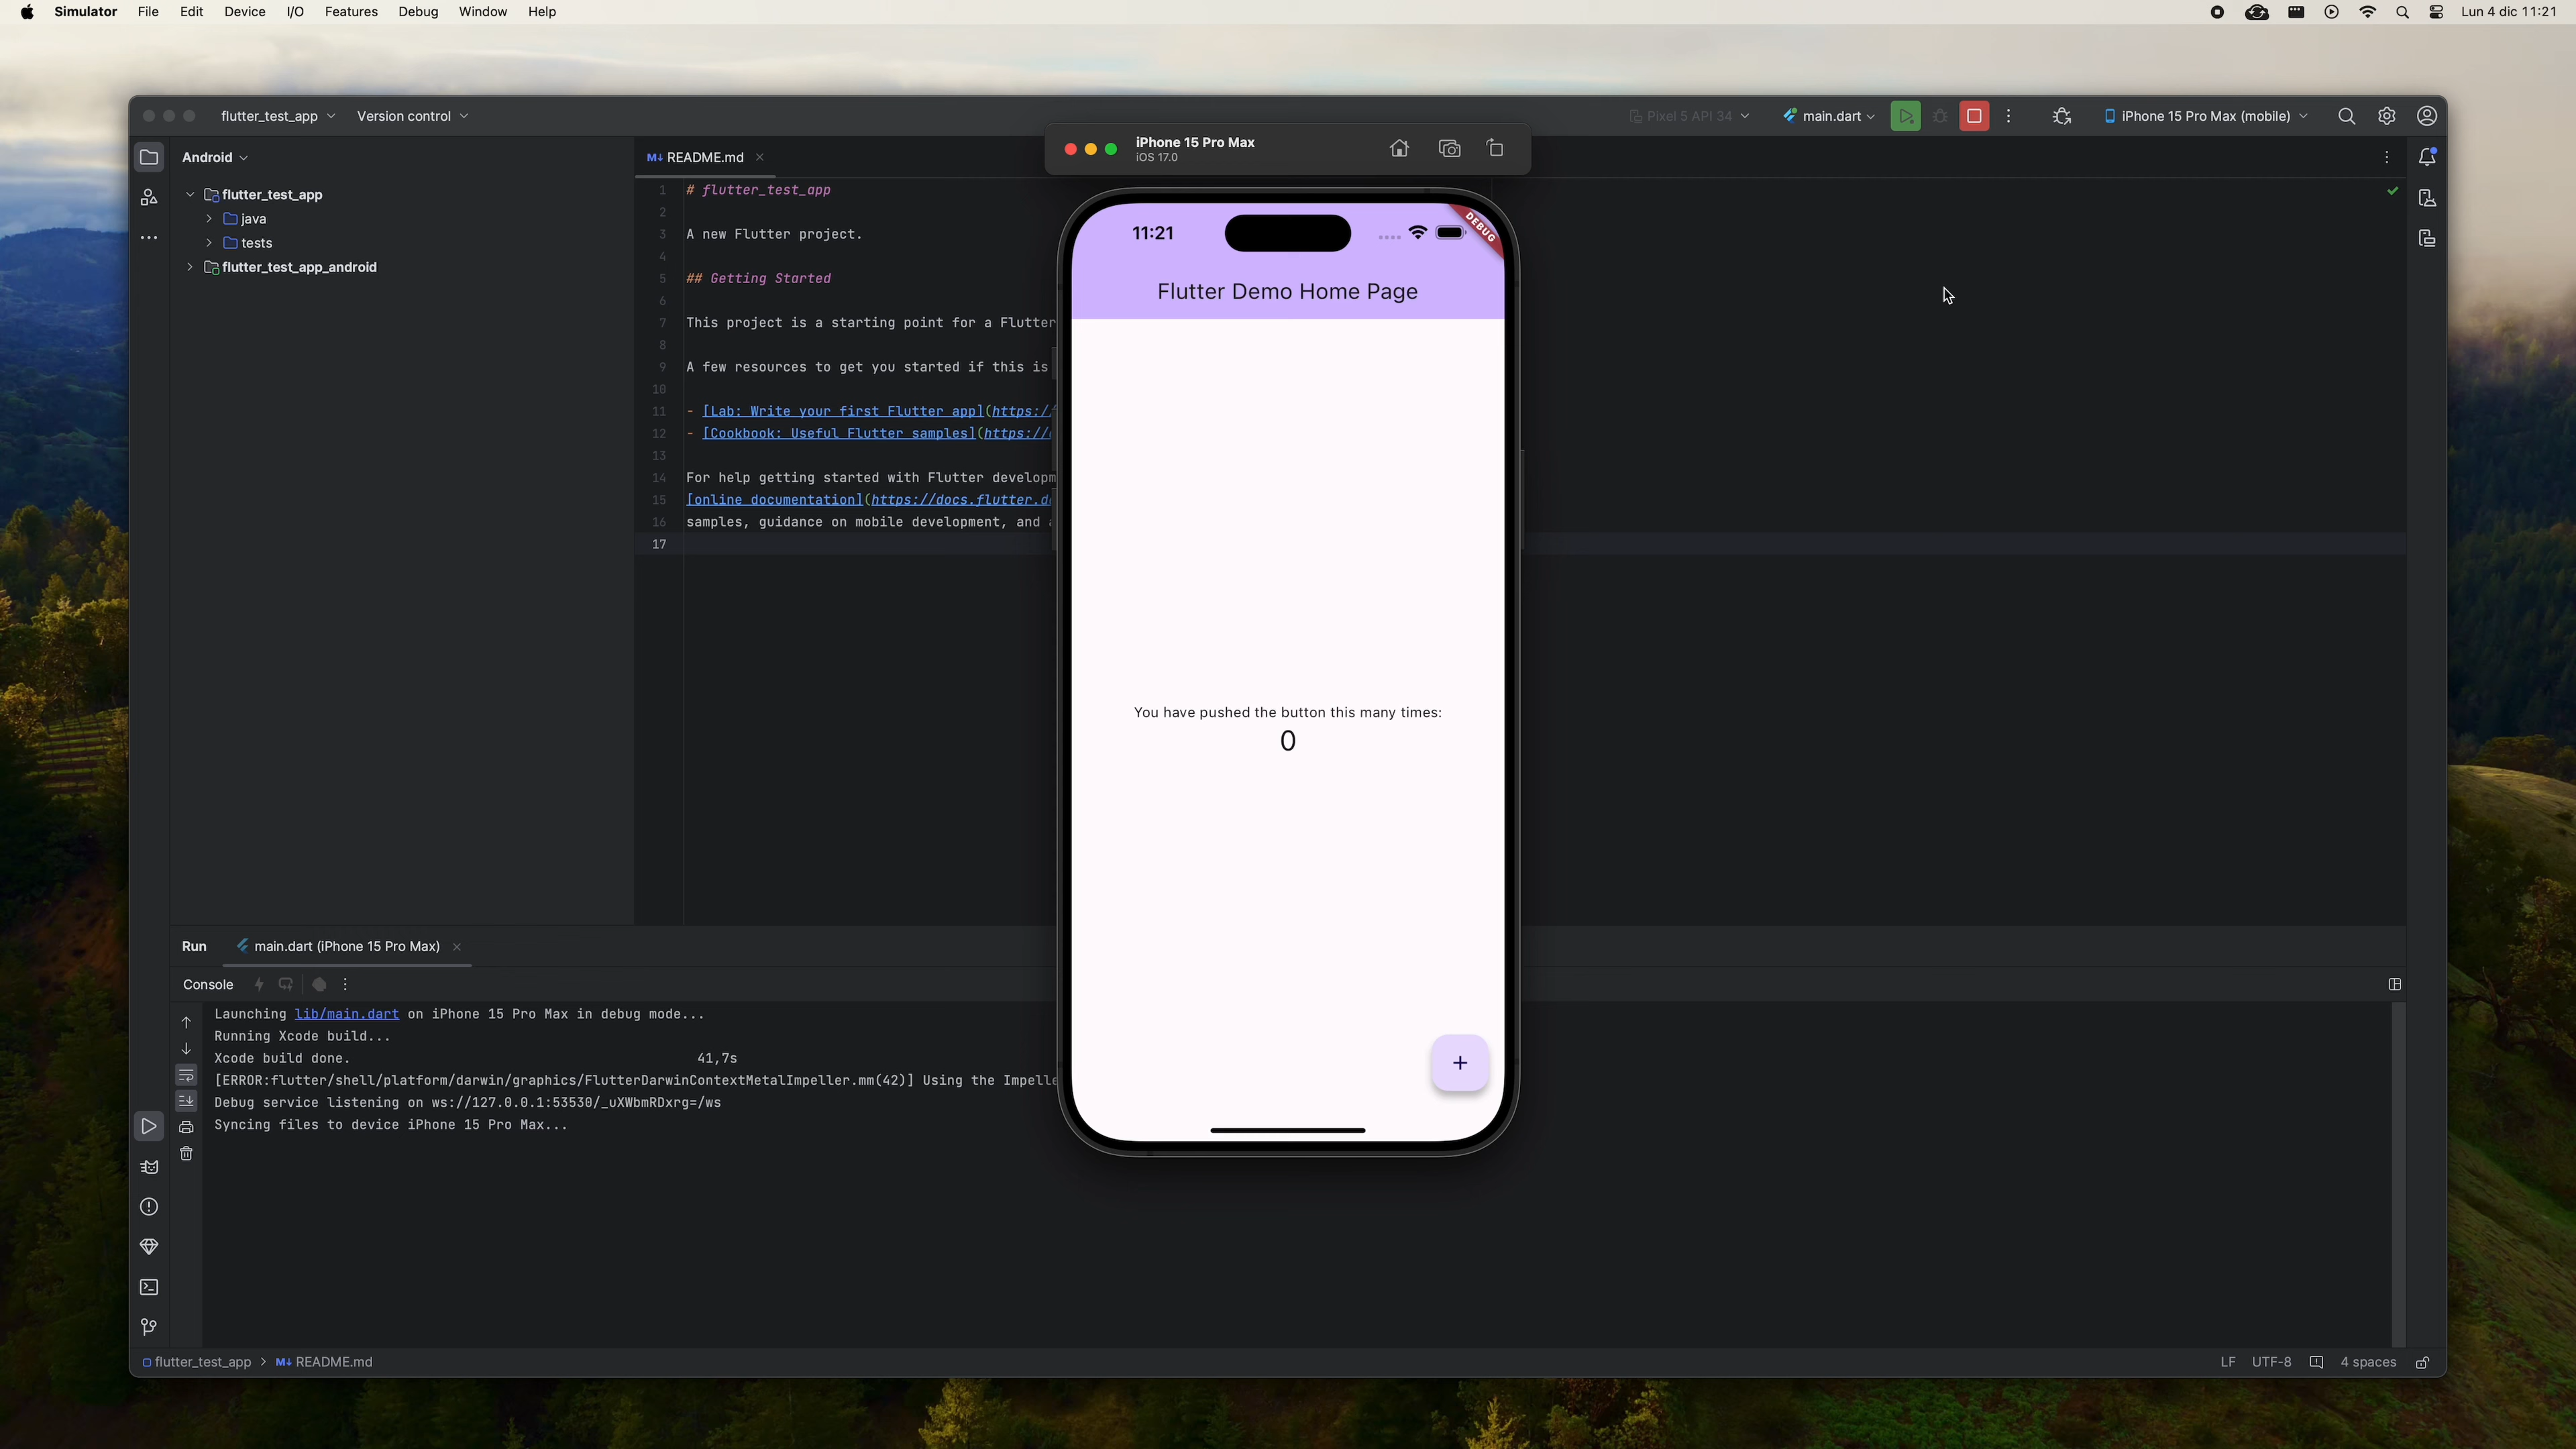 Simulator File Edit Device I/O Features Debug Window Help
Lun 4 dic 11:21
flutter_test_app Version control
Pixel 5 API 34 main.dart iPhone 15 Pro Max (mobile)
Android
flutter_test_app
java
tests
flutter_test_app_android
M↓ README.md
1 # flutter_test_app
2
3 A new Flutter project.
4
5 ## Getting Started
6
7 This project is a starting point for a Flutter
8
9 A few resources to get you started if this is
10
11 - [Lab: Write your first Flutter app](https:/
12 - [Cookbook: Useful Flutter samples](https://
13
14 For help getting started with Flutter developm
15 [online documentation](https://docs.flutter.d
16 samples, guidance on mobile development, and
17
iPhone 15 Pro Max
iOS 17.0
11:21
DEBUG
Flutter Demo Home Page
You have pushed the button this many times:
0
+
Run main.dart (iPhone 15 Pro Max)
Console
Launching lib/main.dart on iPhone 15 Pro Max in debug mode...
Running Xcode build...
Xcode build done. 41,7s
[ERROR:flutter/shell/platform/darwin/graphics/FlutterDarwinContextMetalImpeller.mm(42)] Using the Impelle
Debug service listening on ws://127.0.0.1:53530/_uXWbmRDxrg=/ws
Syncing files to device iPhone 15 Pro Max...
flutter_test_app > M↓ README.md
LF UTF-8 4 spaces